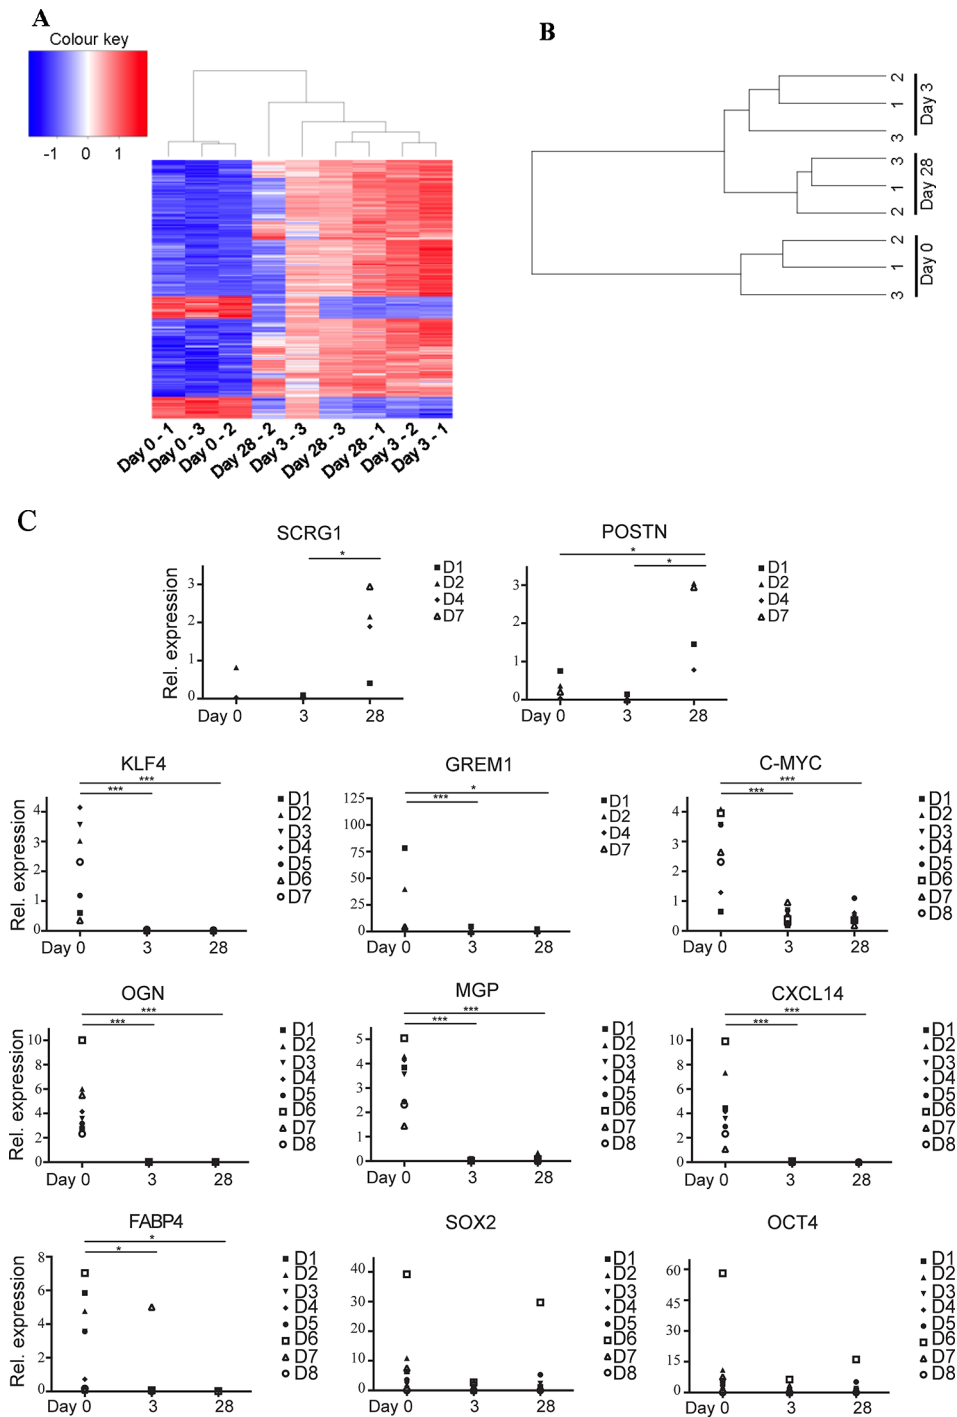 A
Colour key
-1 0 1
Day 0 - 1
Day 0 - 3
Day 0 - 2
Day 28 - 2
Day 3 - 3
Day 28 - 3
Day 28 - 1
Day 3 - 2
Day 3 - 1
B
2
1
3
Day 3
3
1
2
Day 28
2
1
3
Day 0
C
SCRG1
*
Rel. expression
3
2
1
0
Day 0 3 28
D1
D2
D4
D7
POSTN
*
*
3
2
1
0
Day 0 3 28
D1
D2
D4
D7
KLF4
***
***
Rel. expression
4
3
2
1
0
Day 0 3 28
D1
D2
D3
D4
D5
D6
D7
GREM1
*
***
125
100
75
50
25
0
Day 0 3 28
D1
D2
D4
D7
C-MYC
***
***
4
3
2
1
0
Day 0 3 28
D1
D2
D3
D4
D5
D6
D7
D8
OGN
***
***
Rel. expression
10
8
6
4
2
0
Day 0 3 28
D1
D2
D3
D4
D5
D6
D7
D8
MGP
***
***
5
4
3
2
1
0
Day 0 3 28
D1
D2
D3
D4
D5
D6
D7
D8
CXCL14
***
***
10
8
6
4
2
0
Day 0 3 28
D1
D2
D3
D4
D5
D6
D7
D8
FABP4
*
*
Rel. expression
8
6
4
2
0
Day 0 3 28
D1
D2
D3
D4
D5
D6
D7
D8
SOX2
40
30
20
10
0
Day 0 3 28
D1
D2
D3
D4
D5
D6
D7
D8
OCT4
60
45
30
15
0
Day 0 3 28
D1
D2
D3
D4
D5
D6
D7
D8